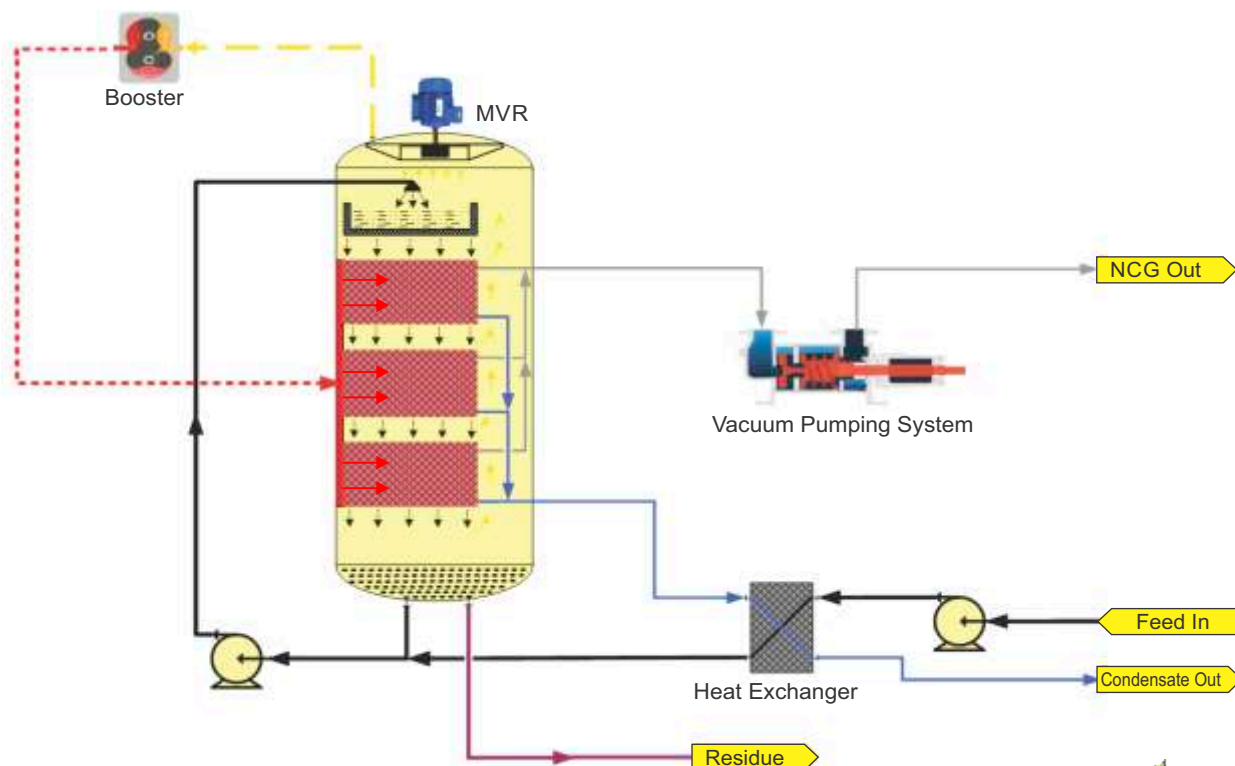 Booster
MVR
NCG Out
Vacuum Pumping System
Feed In
Condensate Out
Heat Exchanger
Residue